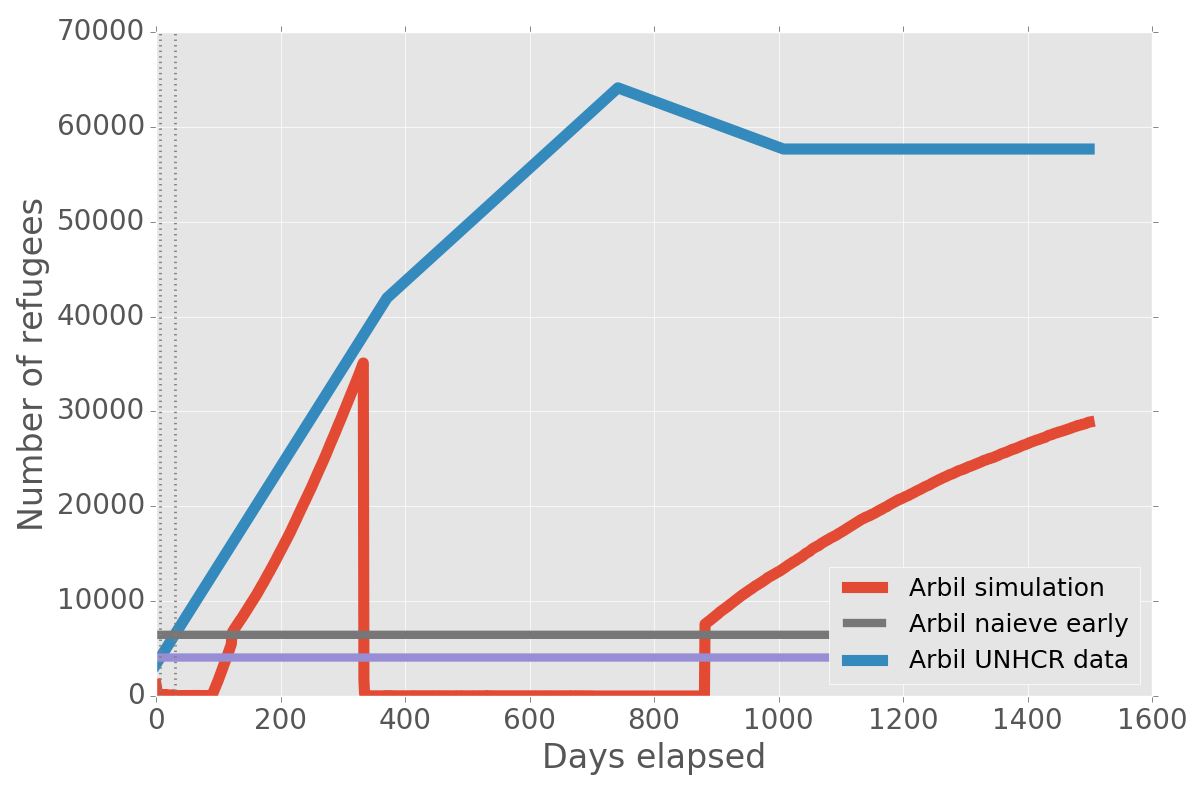 70000
60000
50000
40000
30000
20000
10000
0
Number of refugees
0 200 400 600 800 1000 1200 1400 1600
Days elapsed
Arbil simulation
Arbil naieve early
Arbil UNHCR data